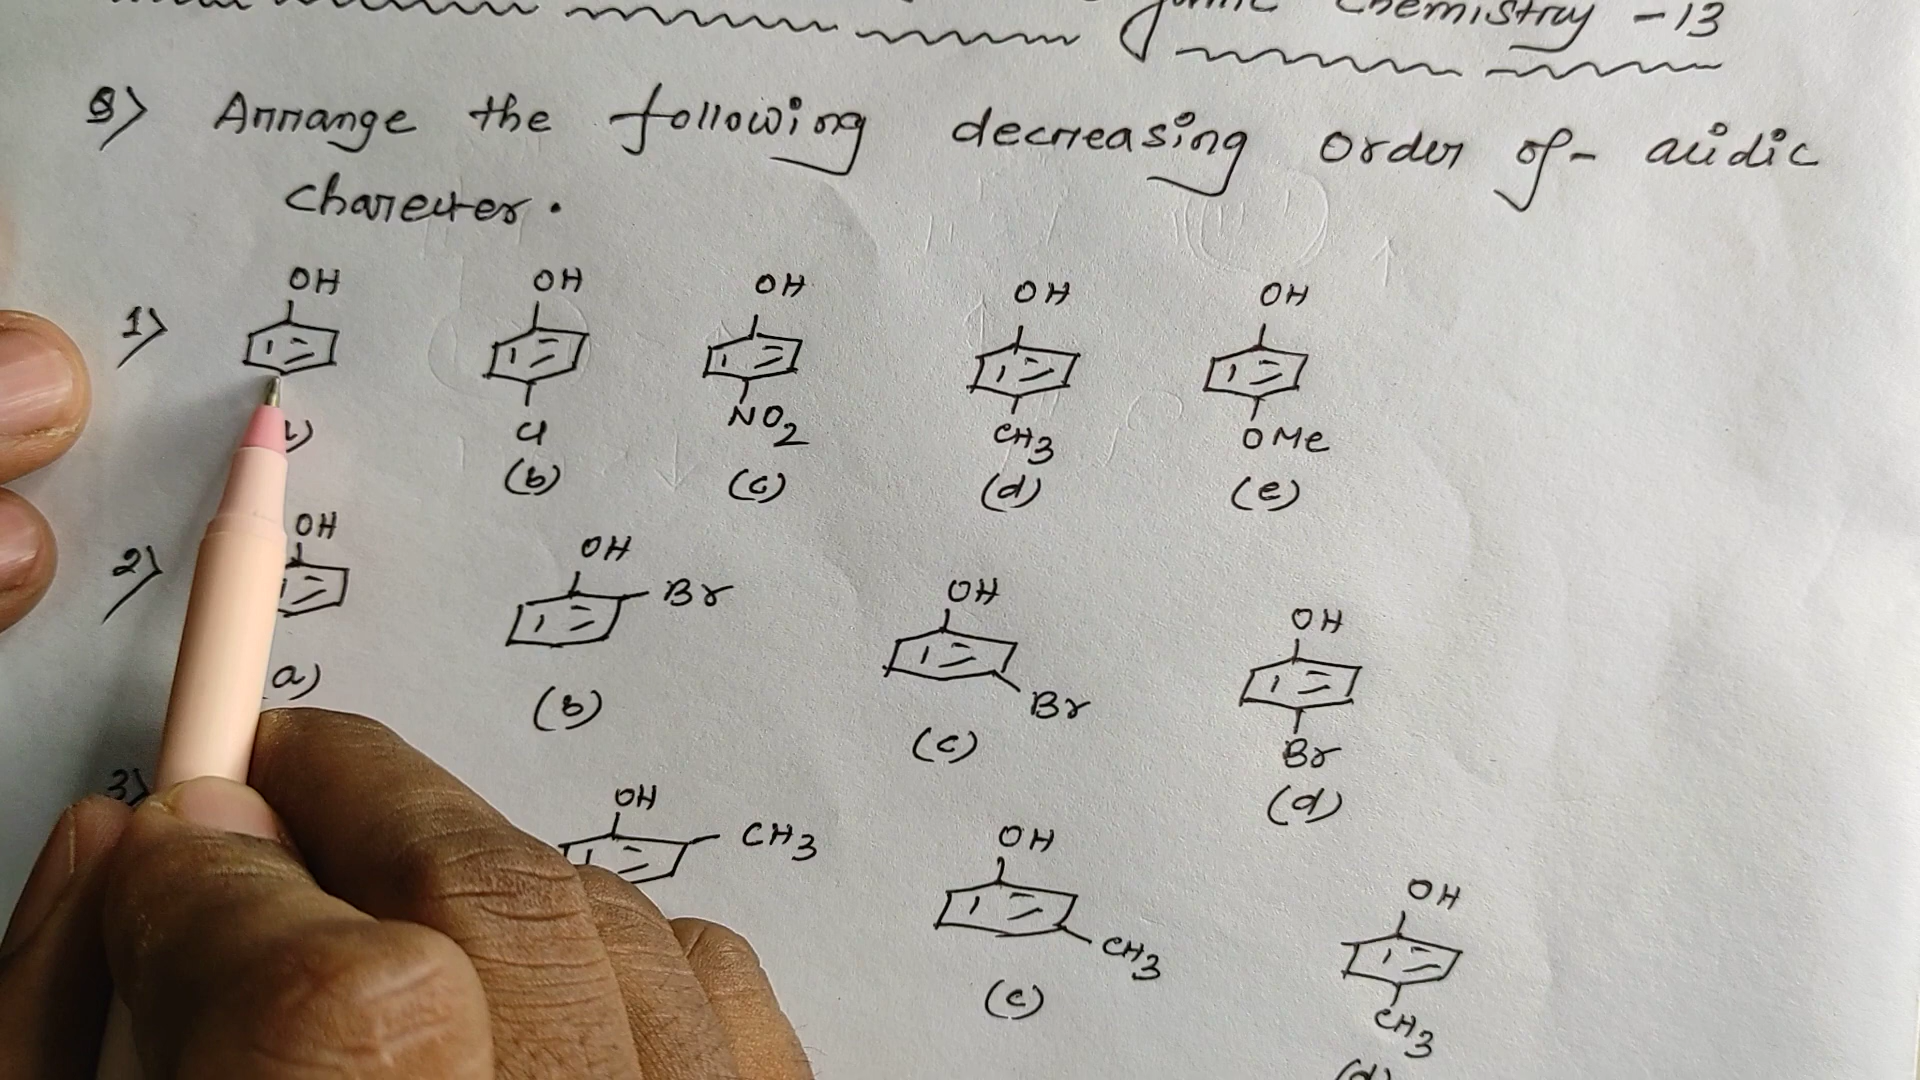 Chemistry - 13
Q) Arrange the following decreasing order of - acidic
charecter.
1) OH OH OH OH OH
Cl NO2 CH3 OMe
(b) (c) (d) (e)
2) OH OH Br OH Br OH Br
a) (b) (c) (d)
3) OH CH3 OH CH3 OH CH3
(c) (d)